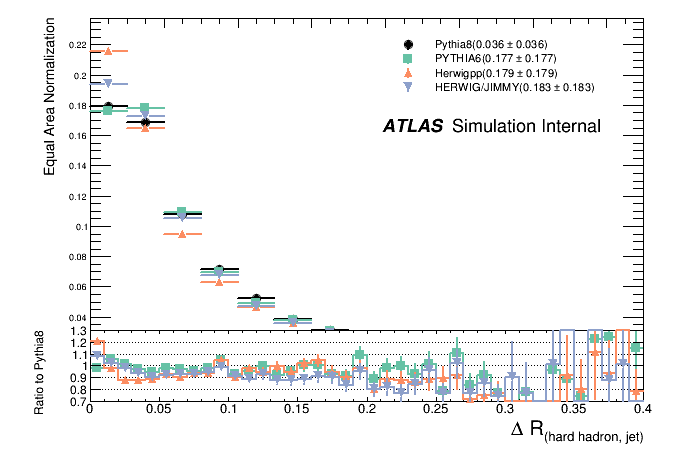 Equal Area Normalization
0.22
0.2
0.18
0.16
0.14
0.12
0.1
0.08
0.06
0.04
Pythia8(0.036 ± 0.036)
PYTHIA6(0.177 ± 0.177)
Herwigpp(0.179 ± 0.179)
HERWIG/JIMMY(0.183 ± 0.183)
ATLAS Simulation Internal
Ratio to Pythia8
1.3
1.2
1.1
1.0
0.9
0.8
0.7
0 0.05 0.1 0.15 0.2 0.25 0.3 0.35 0.4
Δ R(hard hadron, jet)